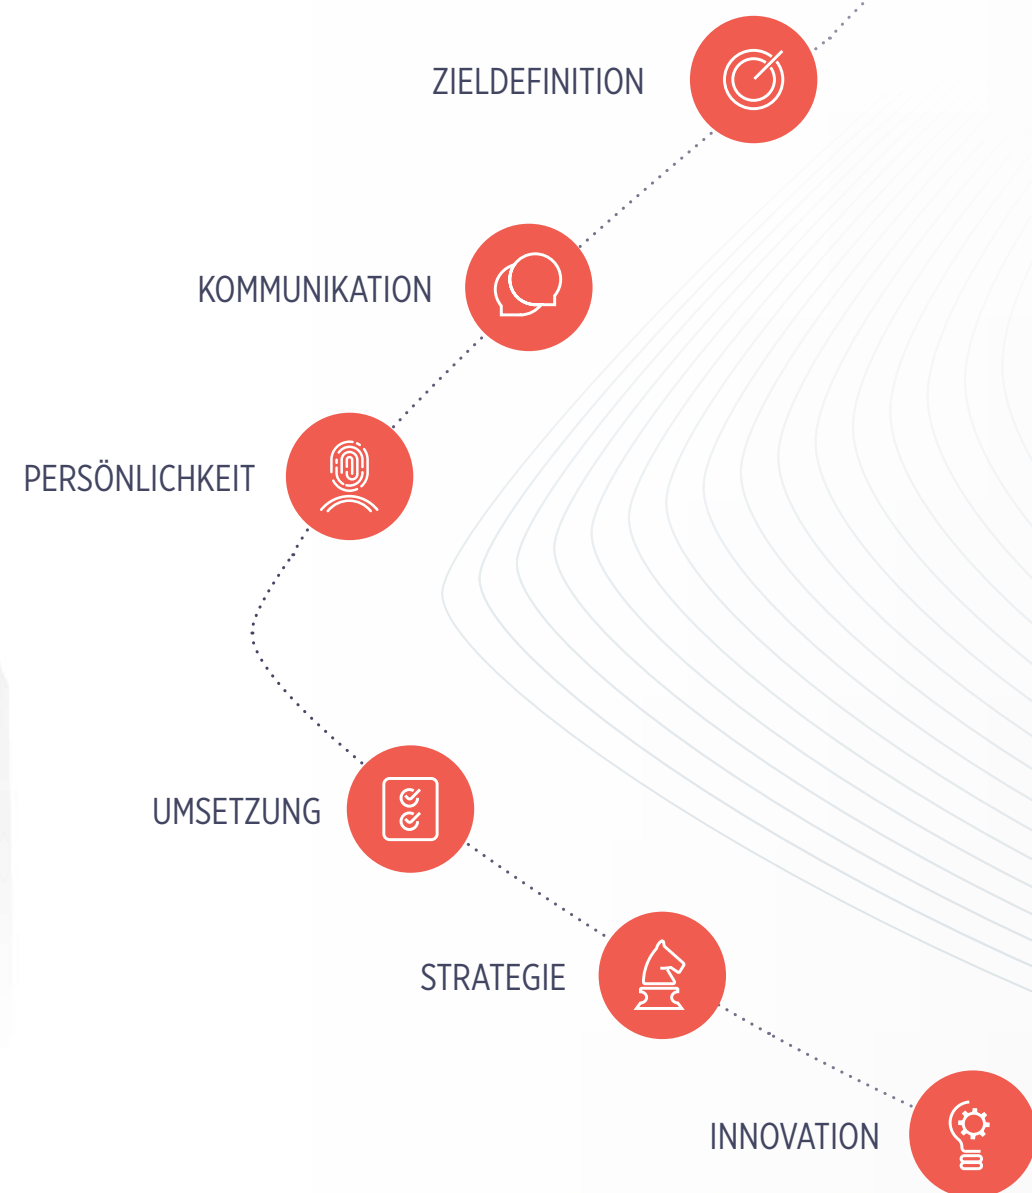 ZIELDEFINITION
KOMMUNIKATION
PERSÖNLICHKEIT
UMSETZUNG
STRATEGIE
INNOVATION